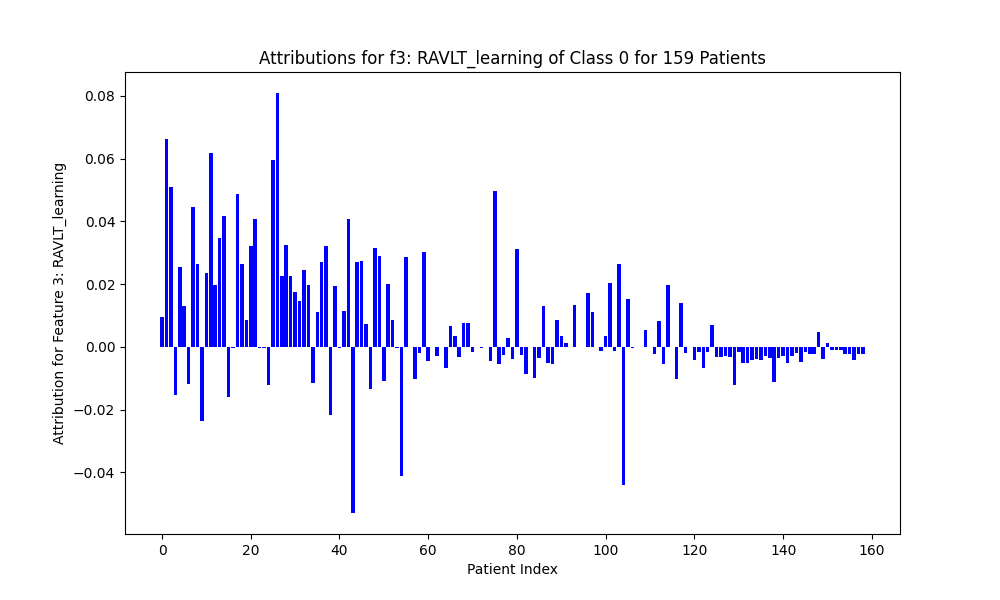 Attributions for f3: RAVLT_learning of Class 0 for 159 Patients
Attribution for Feature 3: RAVLT_learning
0.08
0.06
0.04
0.02
0.00
−0.02
−0.04
0 20 40 60 80 100 120 140 160
Patient Index